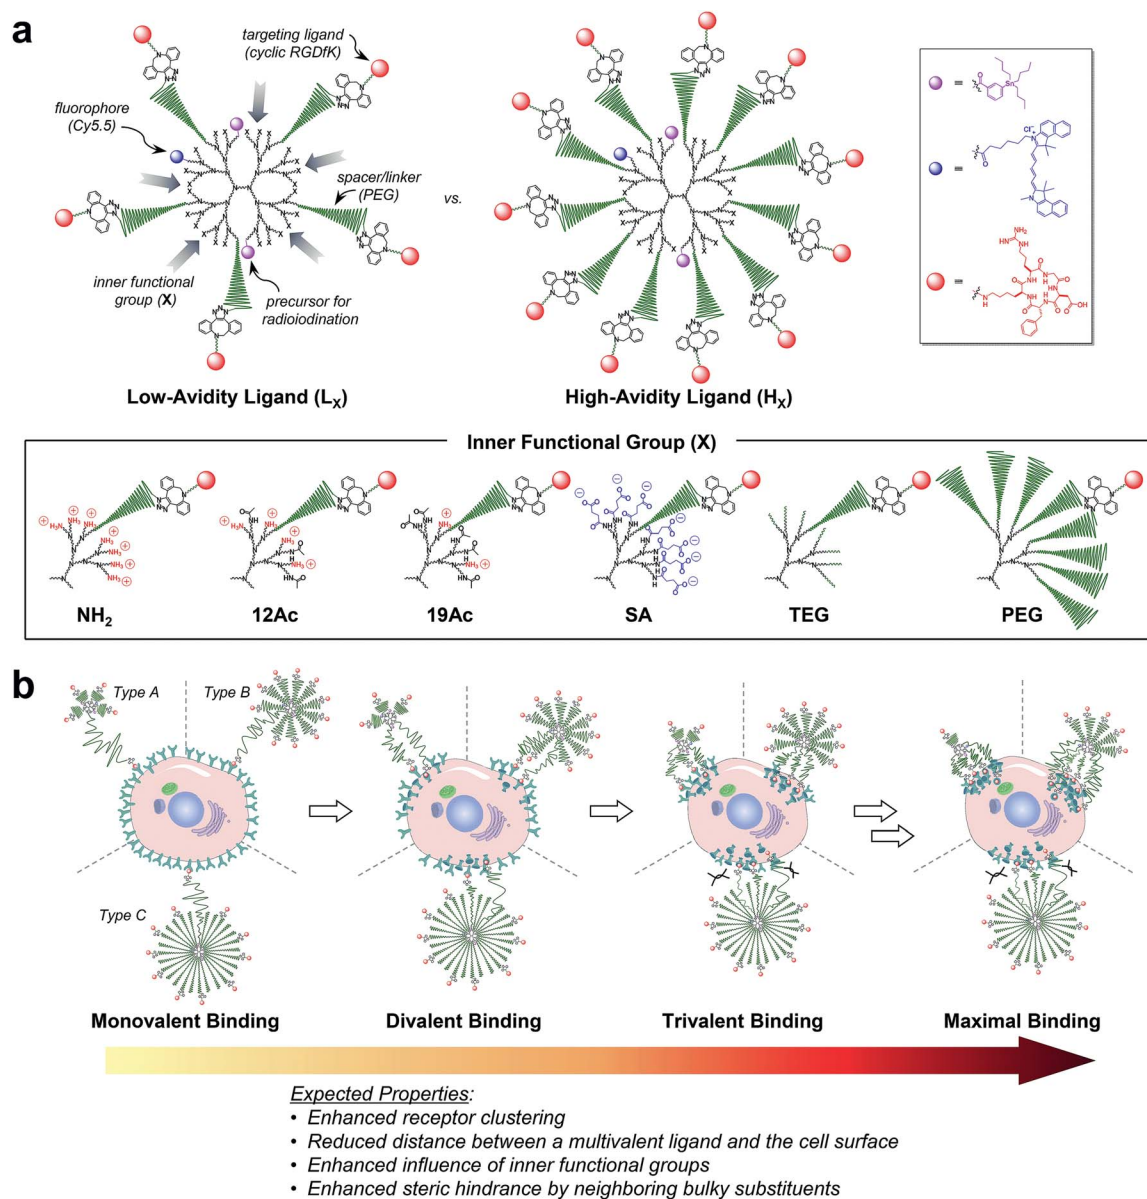 a
targeting ligand
(cyclic RGDfK)
fluorophore
(Cy5.5)
spacer/linker
(PEG)
vs.
inner functional
group (X)
precursor for
radioiodination
Low-Avidity Ligand (LX)
High-Avidity Ligand (HX)
Inner Functional Group (X)
NH2
12Ac
19Ac
SA
TEG
PEG
b
Type A
Type B
Type C
Monovalent Binding
Divalent Binding
Trivalent Binding
Maximal Binding
Expected Properties:
• Enhanced receptor clustering
• Reduced distance between a multivalent ligand and the cell surface
• Enhanced influence of inner functional groups
• Enhanced steric hindrance by neighboring bulky substituents